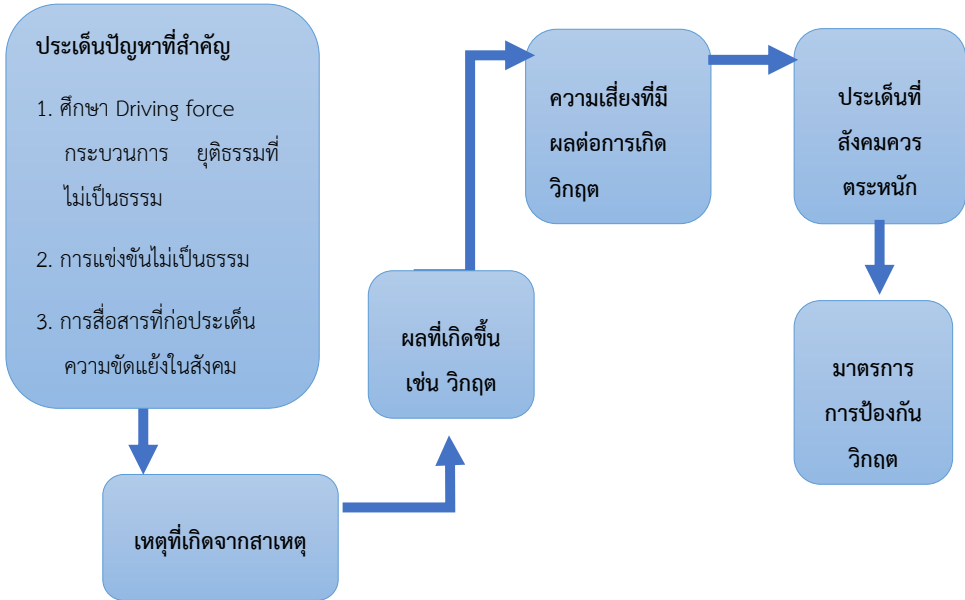 ประเด็นปัญหาที่สำคัญ
1. ศึกษา Driving force
กระบวนการ ยุติธรรมที่
ไม่เป็นธรรม
2. การแข่งขันไม่เป็นธรรม
3. การสื่อสารที่ก่อประเด็น
ความขัดแย้งในสังคม
เหตุที่เกิดจากสาเหตุ
ผลที่เกิดขึ้น
เช่น วิกฤต
ความเสี่ยงที่มี
ผลต่อการเกิด
วิกฤต
ประเด็นที่
สังคมควร
ตระหนัก
มาตรการ
การป้องกัน
วิกฤต